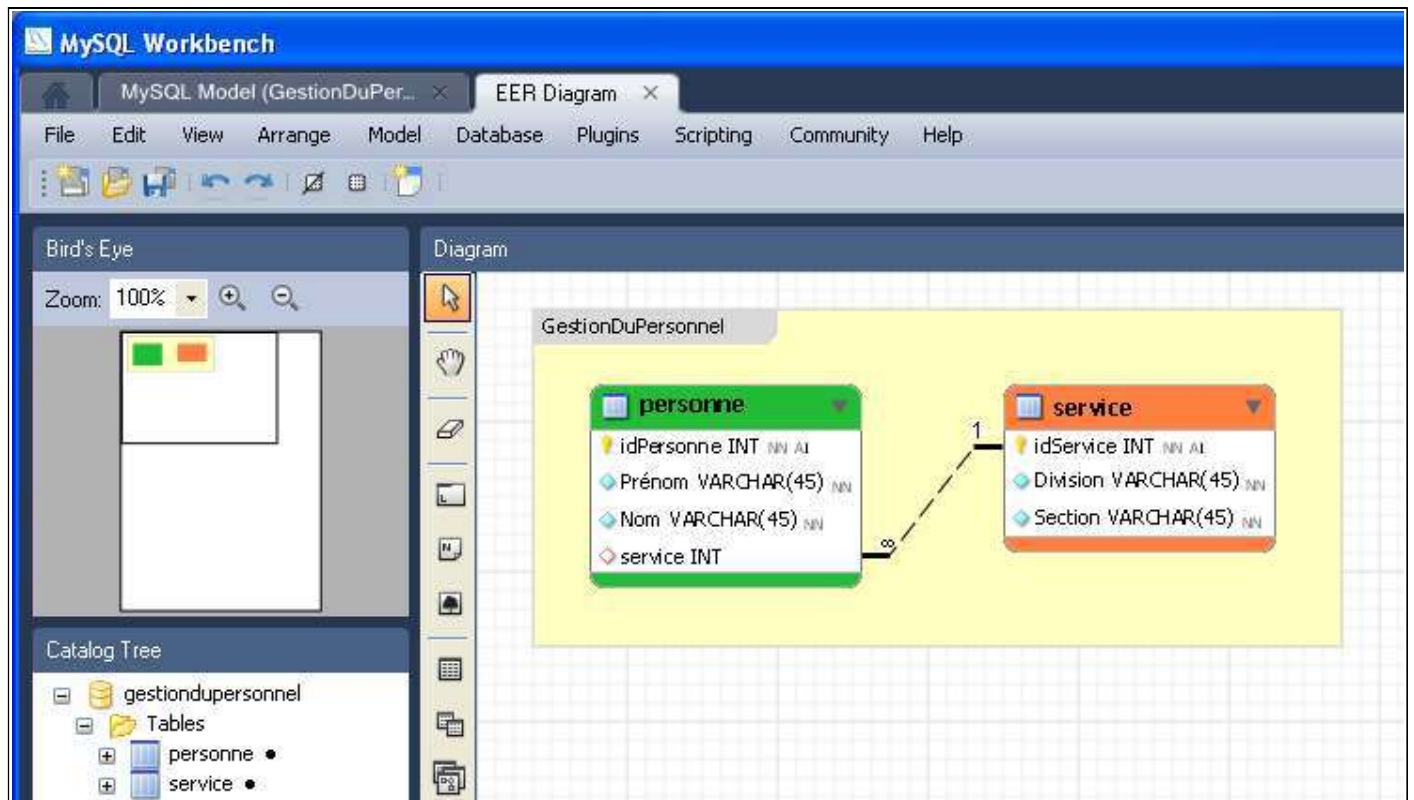 MySQL Workbench
MySQL Model (GestionDuPer... × EER Diagram ×
File Edit View Arrange Model Database Plugins Scripting Community Help
Bird's Eye
Zoom: 100%
Diagram
GestionDuPersonnel
personne
idPersonne INT NN AI
Prénom VARCHAR(45) NN
Nom VARCHAR(45) NN
service INT
∞
1
service
idService INT NN AI
Division VARCHAR(45) NN
Section VARCHAR(45) NN
Catalog Tree
gestiondupersonnel
Tables
personne •
service •